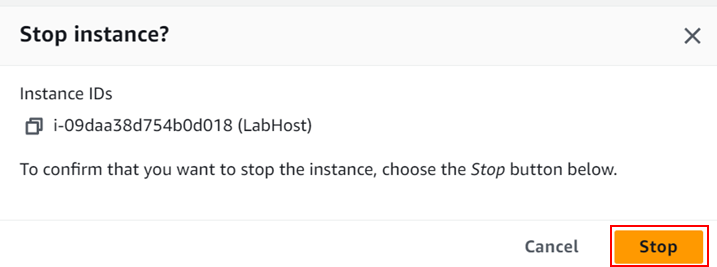 Stop instance?
Instance IDs
i-09daa38d754b0d018 (LabHost)
To confirm that you want to stop the instance, choose the Stop button below.
Cancel
Stop